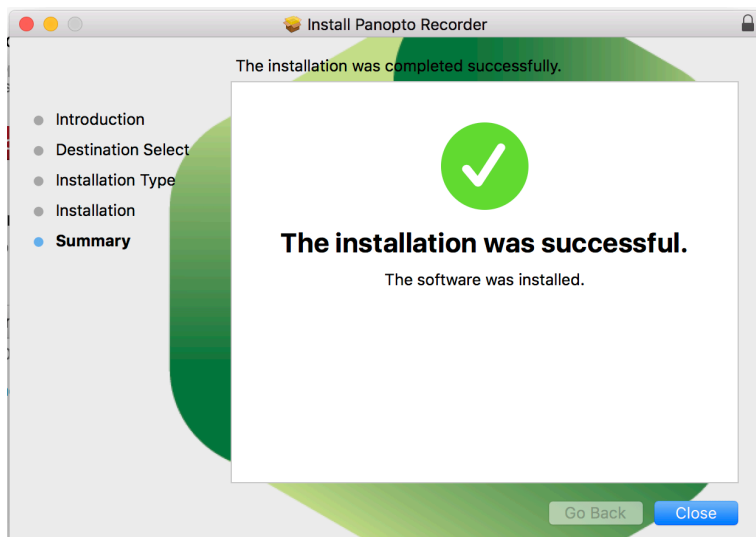 Install Panopto Recorder
The installation was completed successfully.
Introduction
Destination Select
Installation Type
Installation
Summary
The installation was successful.
The software was installed.
Go Back
Close